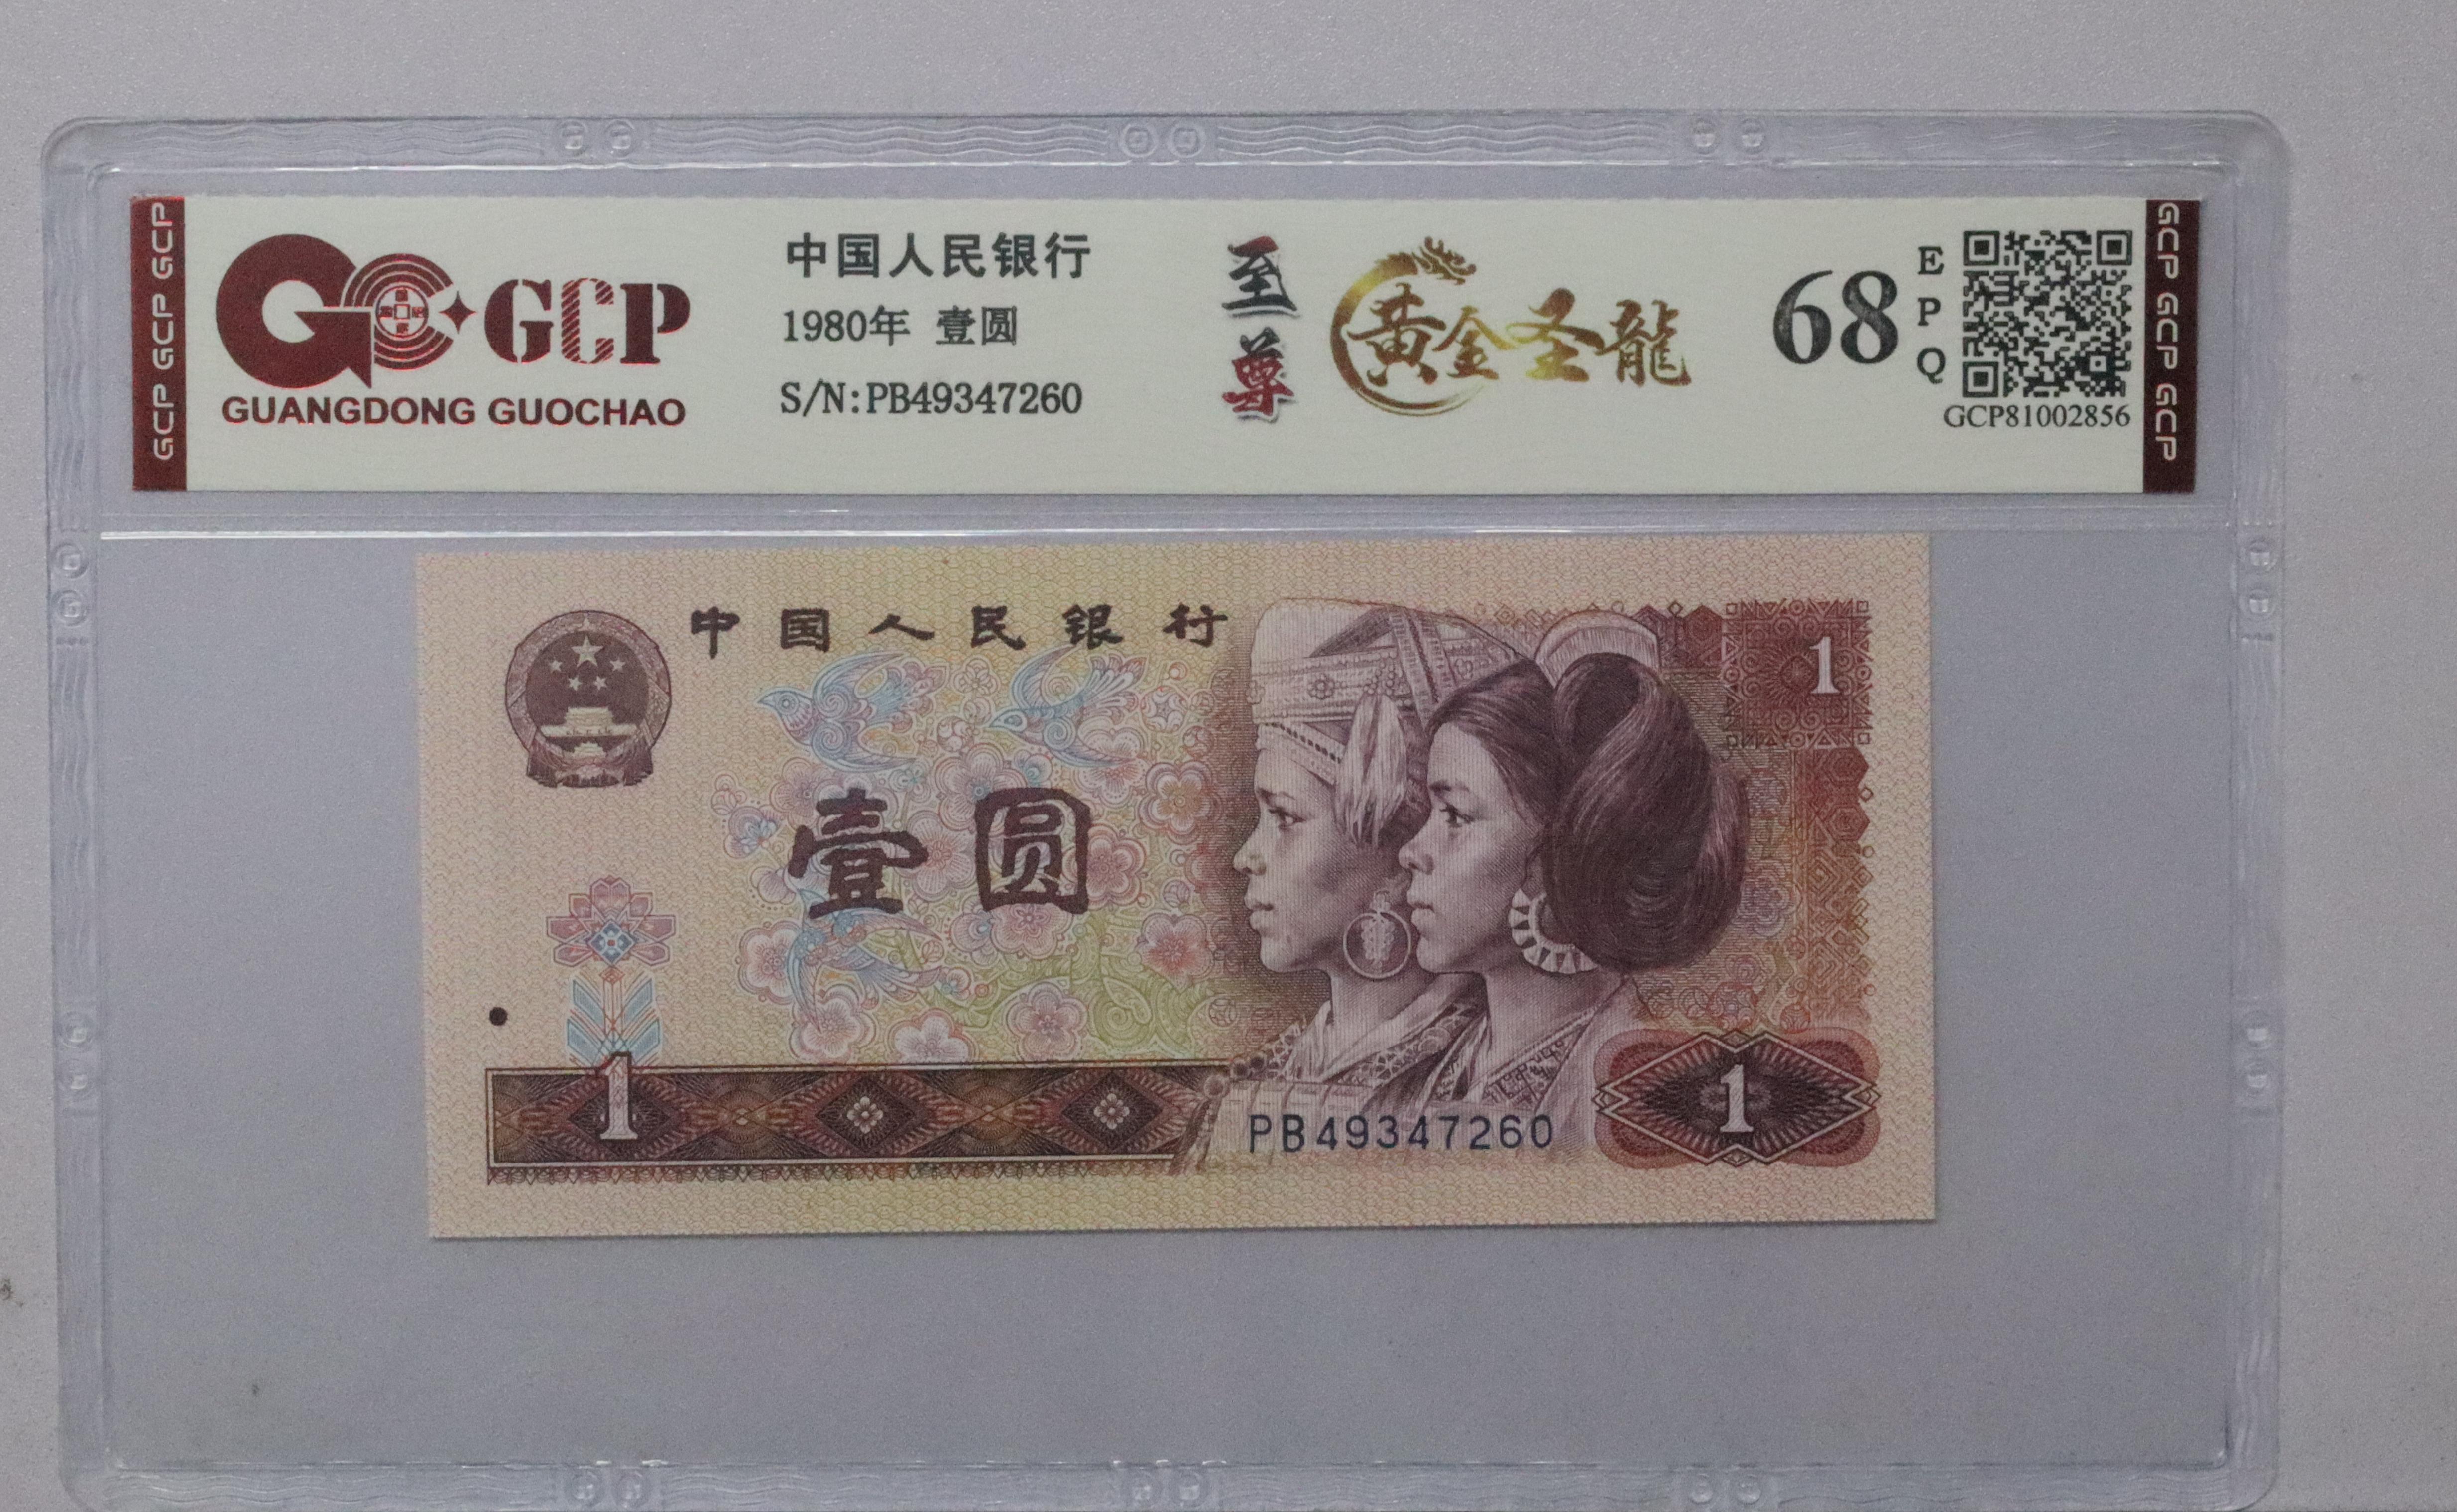 GCP GCP GCP
GCP
GUANGDONG GUOCHAO
中国人民银行
1980年 壹圆
S/N:PB49347260
至尊
黄金圣龍
68
EPQ
GCP81002856
GCP GCP GCP
中国人民银行
1
壹圆
1
PB49347260
1